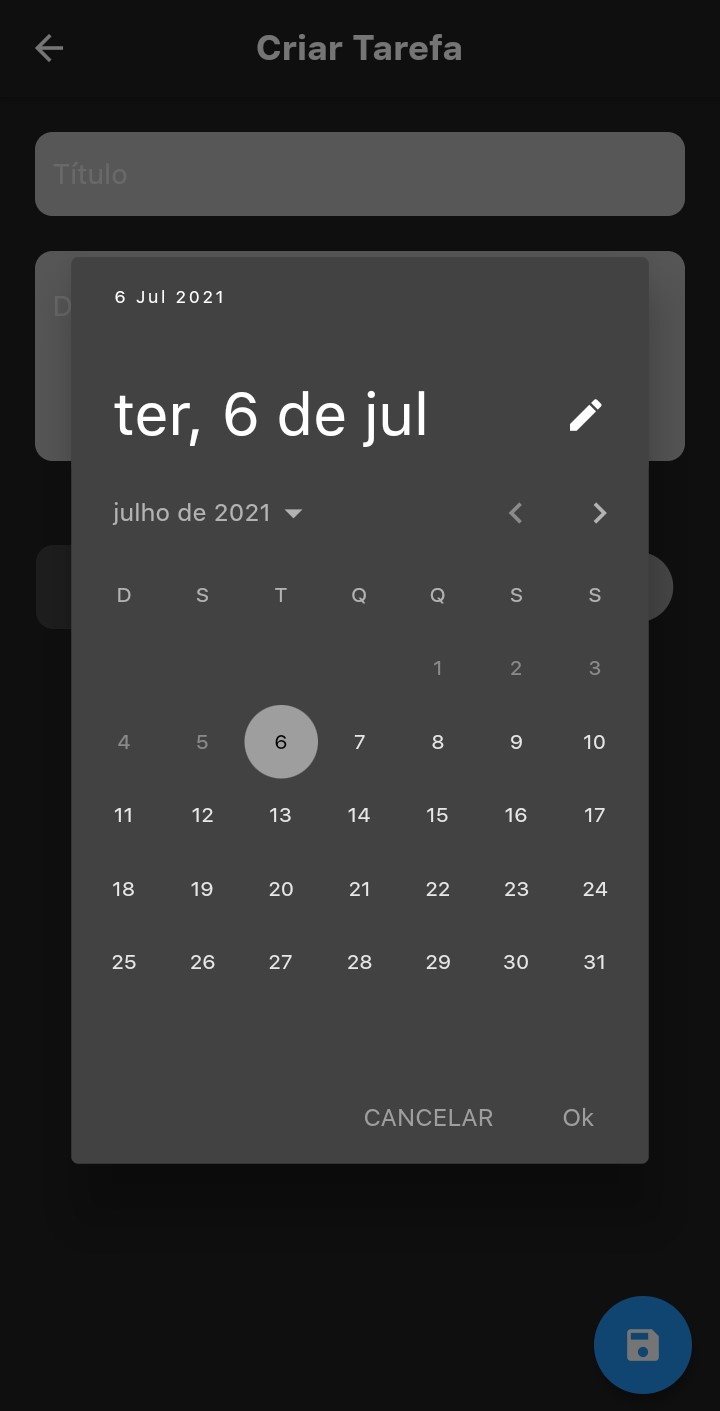 Criar Tarefa
Título
D
6 Jul 2021
ter, 6 de jul
julho de 2021
D S T Q Q S S
1 2 3
4 5 6 7 8 9 10
11 12 13 14 15 16 17
18 19 20 21 22 23 24
25 26 27 28 29 30 31
CANCELAR Ok